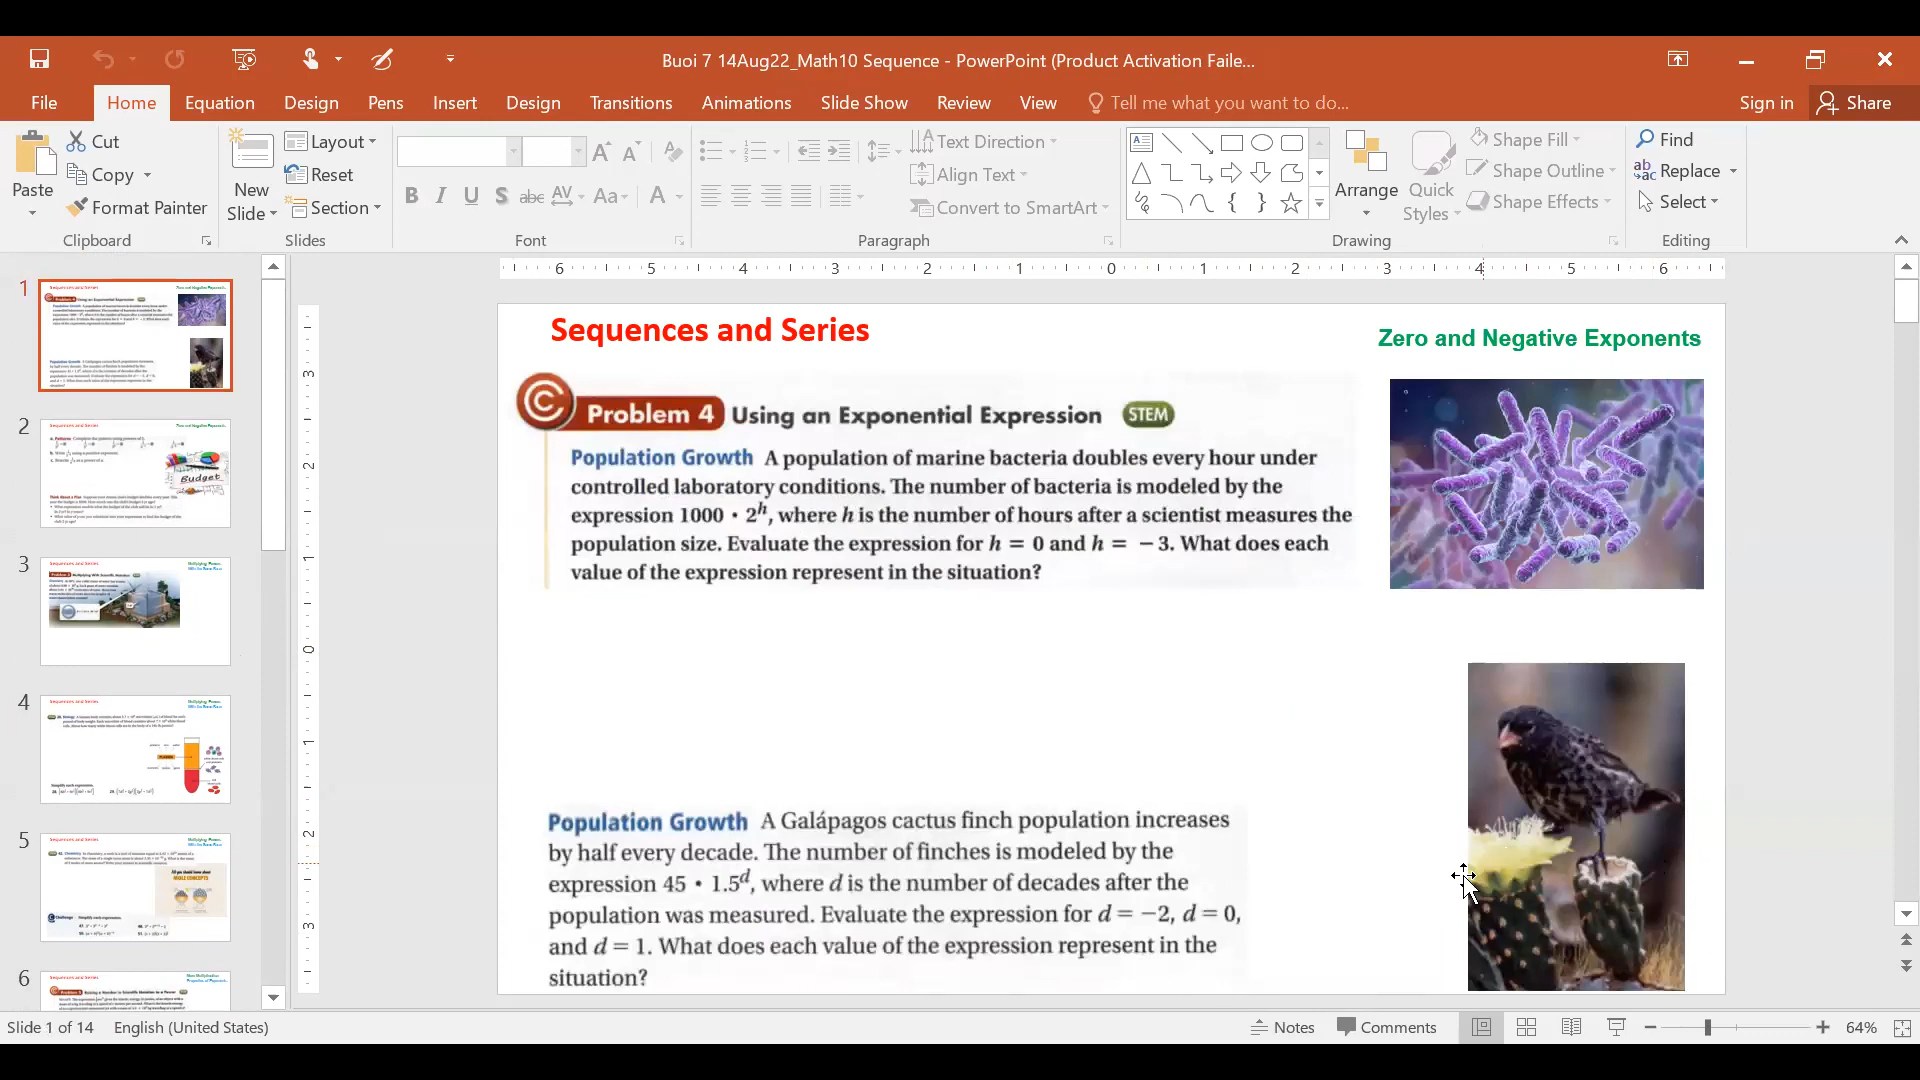 Buoi 7 14Aug22_Math10 Sequence - PowerPoint (Product Activation Faile...
File Home Equation Design Pens Insert Design Transitions Animations Slide Show Review View Tell me what you want to do... Sign in Share
Paste
Cut
Copy
Format Painter
Clipboard
New Slide
Layout
Reset
Section
Slides
Font
Text Direction
Align Text
Convert to SmartArt
Paragraph
Arrange
Quick Styles
Shape Fill
Shape Outline
Shape Effects
Drawing
Find
Replace
Select
Editing
1
2
3
4
5
6
Sequences and Series
Zero and Negative Exponents
Problem 4 Using an Exponential Expression STEM
Population Growth A population of marine bacteria doubles every hour under
controlled laboratory conditions. The number of bacteria is modeled by the
expression 1000 • 2^h, where h is the number of hours after a scientist measures the
population size. Evaluate the expression for h = 0 and h = −3. What does each
value of the expression represent in the situation?
Population Growth A Galápagos cactus finch population increases
by half every decade. The number of finches is modeled by the
expression 45 • 1.5^d, where d is the number of decades after the
population was measured. Evaluate the expression for d = −2, d = 0,
and d = 1. What does each value of the expression represent in the
situation?
Slide 1 of 14 English (United States) Notes Comments 64%